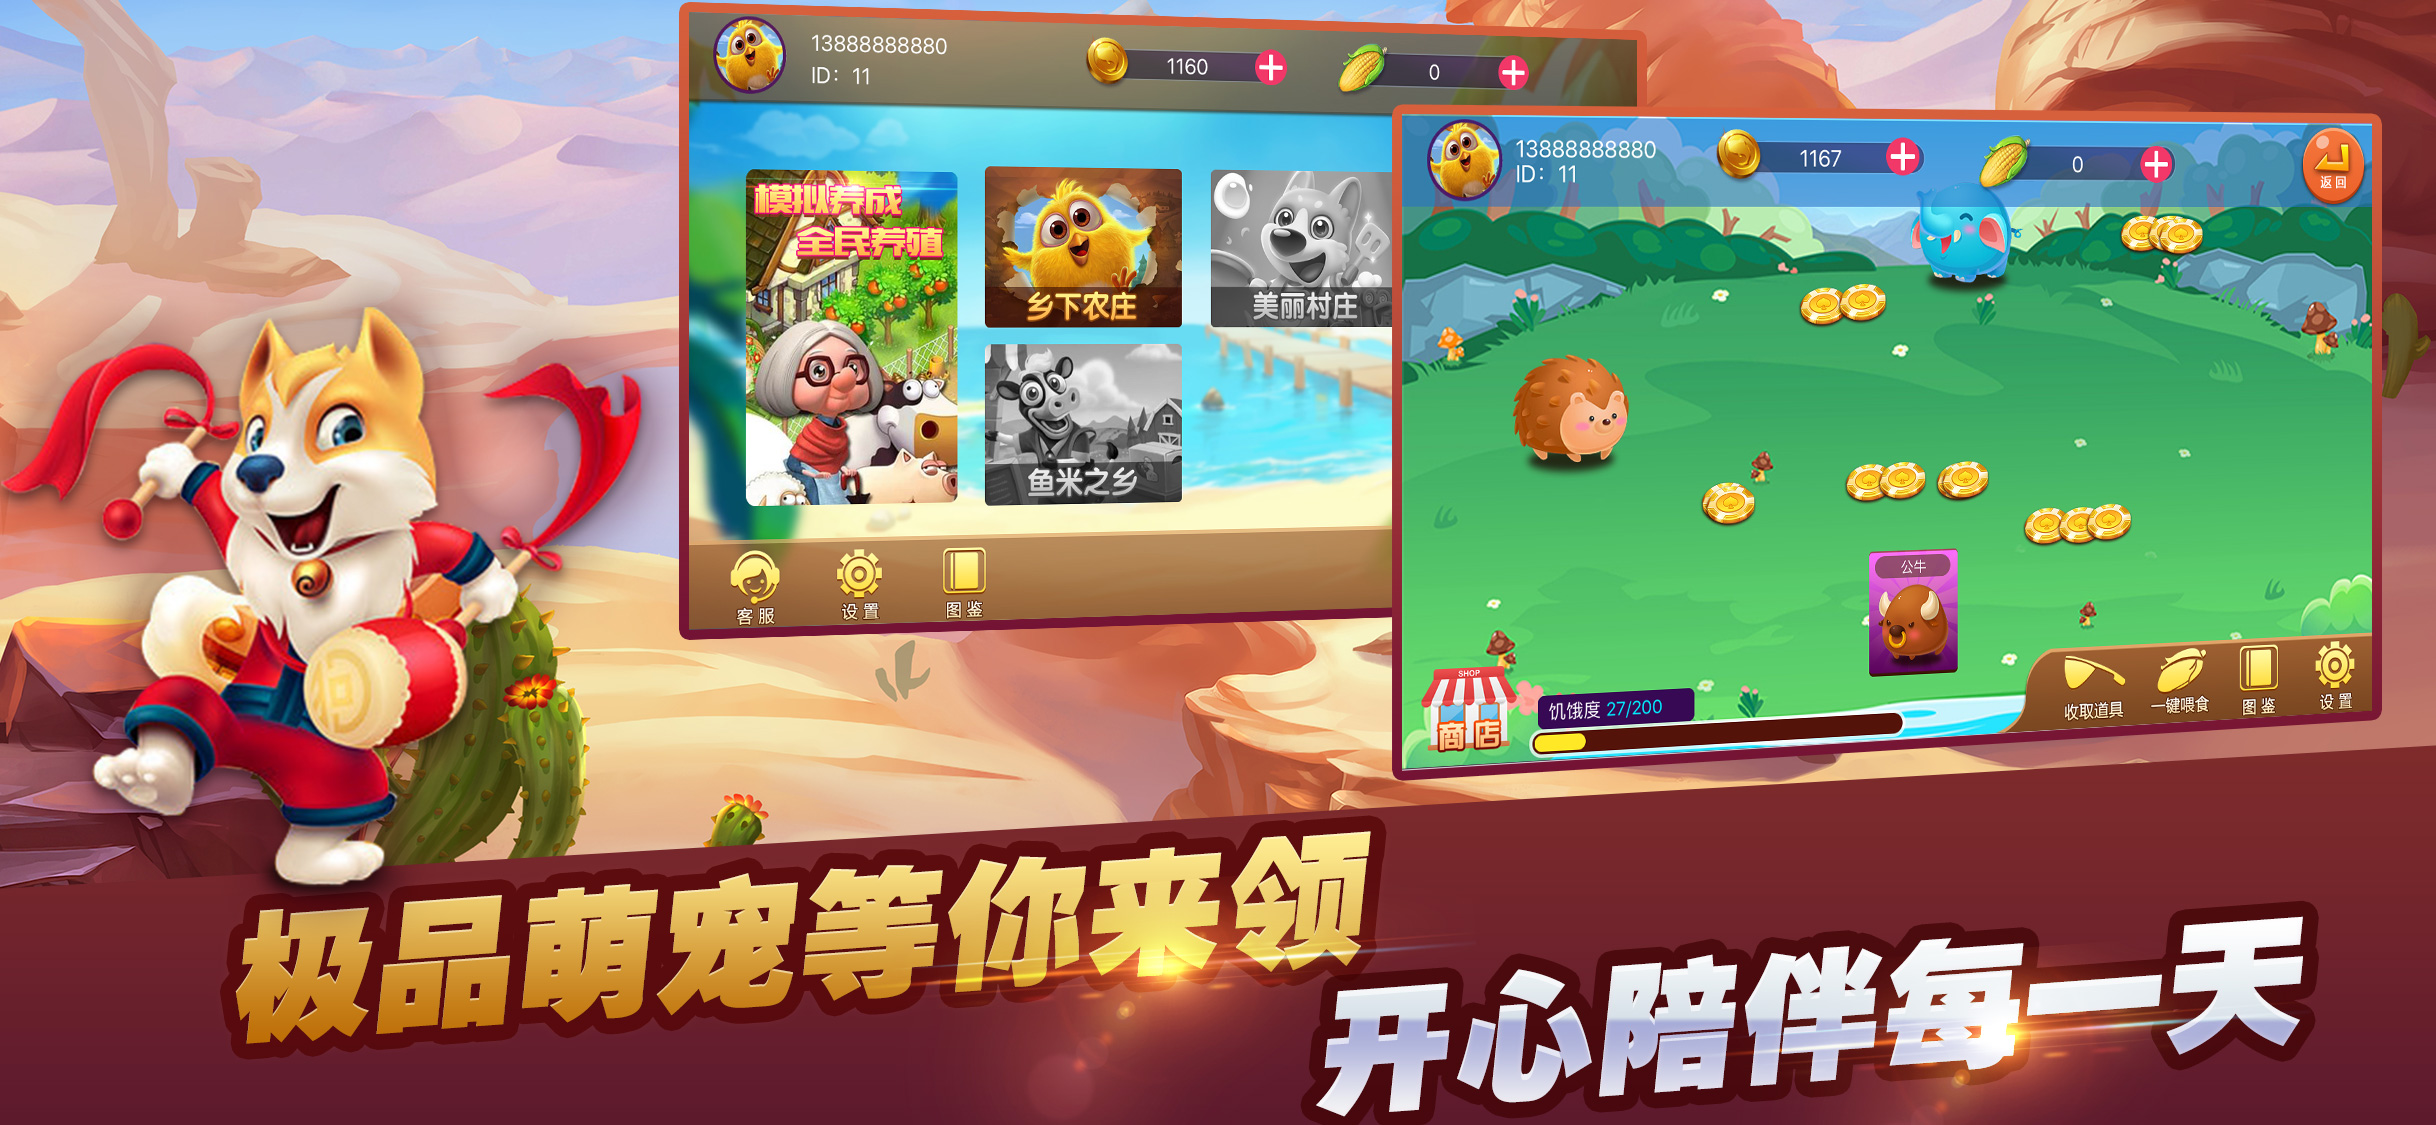 13888888880
ID: 11
1160
0
模拟养成
全民养殖
乡下农庄
美丽村庄
鱼米之乡
客服
设置
图鉴
13888888880
ID: 11
1167
0
返回
公牛
SHOP
商店
饥饿度 27/200
收取道具
一键喂食
图鉴
设置
极品萌宠等你来领
开心陪伴每一天